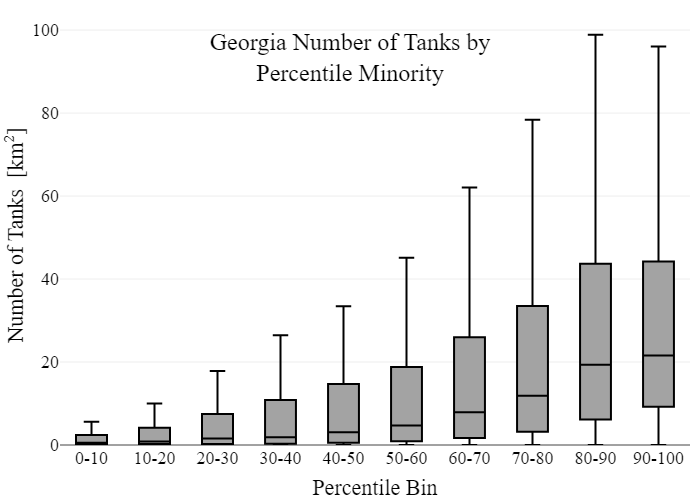 Georgia Number of Tanks by
Percentile Minority
Number of Tanks [km²]
100
80
60
40
20
0
0-10 10-20 20-30 30-40 40-50 50-60 60-70 70-80 80-90 90-100
Percentile Bin